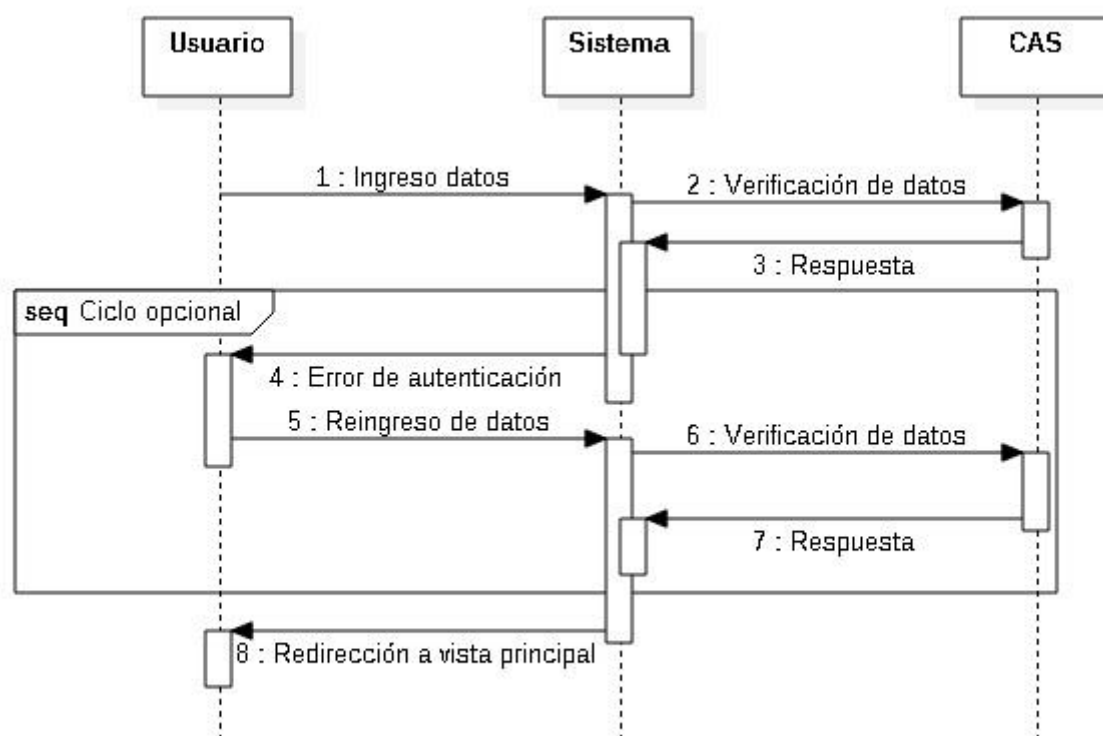 Usuario
Sistema
CAS
1 : Ingreso datos
2 : Verificación de datos
3 : Respuesta
seq Ciclo opcional
4 : Error de autenticación
5 : Reingreso de datos
6 : Verificación de datos
7 : Respuesta
8 : Redirección a vista principal